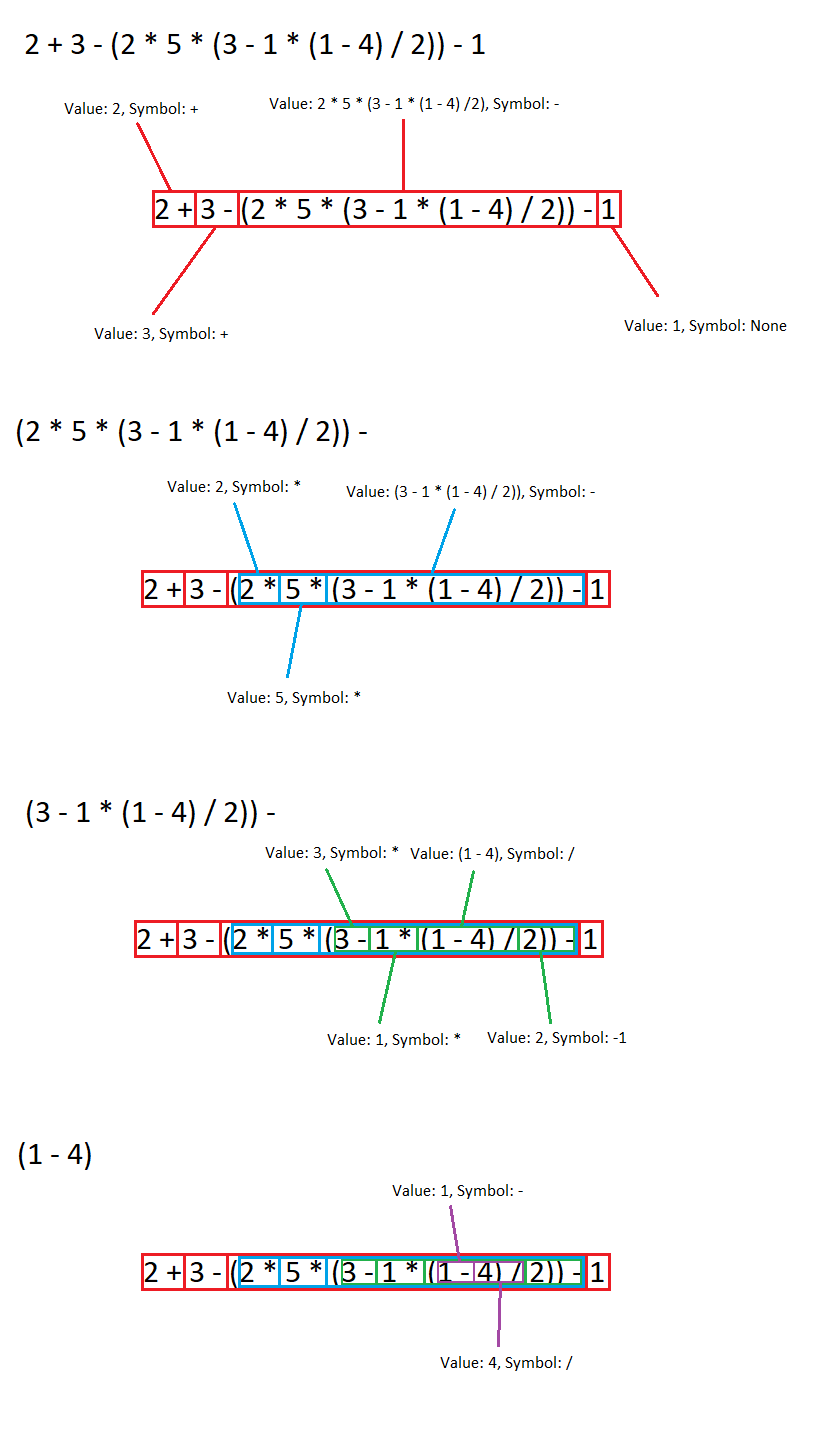 2 + 3 - (2 * 5 * (3 - 1 * (1 - 4) / 2)) - 1
Value: 2, Symbol: +
Value: 2 * 5 * (3 - 1 * (1 - 4) /2), Symbol: -
2 + 3 - (2 * 5 * (3 - 1 * (1 - 4) / 2)) - 1
Value: 3, Symbol: +
Value: 1, Symbol: None
(2 * 5 * (3 - 1 * (1 - 4) / 2)) -
Value: 2, Symbol: *
Value: (3 - 1 * (1 - 4) / 2)), Symbol: -
2 + 3 - (2 * 5 * (3 - 1 * (1 - 4) / 2)) - 1
Value: 5, Symbol: *
(3 - 1 * (1 - 4) / 2)) -
Value: 3, Symbol: *
Value: (1 - 4), Symbol: /
2 + 3 - (2 * 5 * (3 - 1 * (1 - 4) / 2)) - 1
Value: 1, Symbol: *
Value: 2, Symbol: -1
(1 - 4)
Value: 1, Symbol: -
2 + 3 - (2 * 5 * (3 - 1 * (1 - 4) / 2)) - 1
Value: 4, Symbol: /